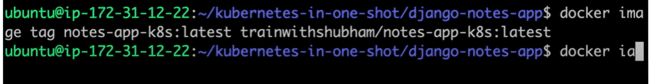 ubuntu@ip-172-31-12-22:~/kubernetes-in-one-shot/django-notes-app$ docker ima
ge tag notes-app-k8s:latest trainwithshubham/notes-app-k8s:latest
ubuntu@ip-172-31-12-22:~/kubernetes-in-one-shot/django-notes-app$ docker ia